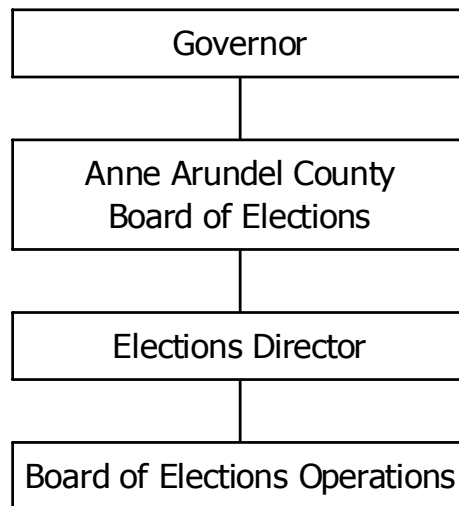 Governor
Anne Arundel County
Board of Elections
Elections Director
Board of Elections Operations